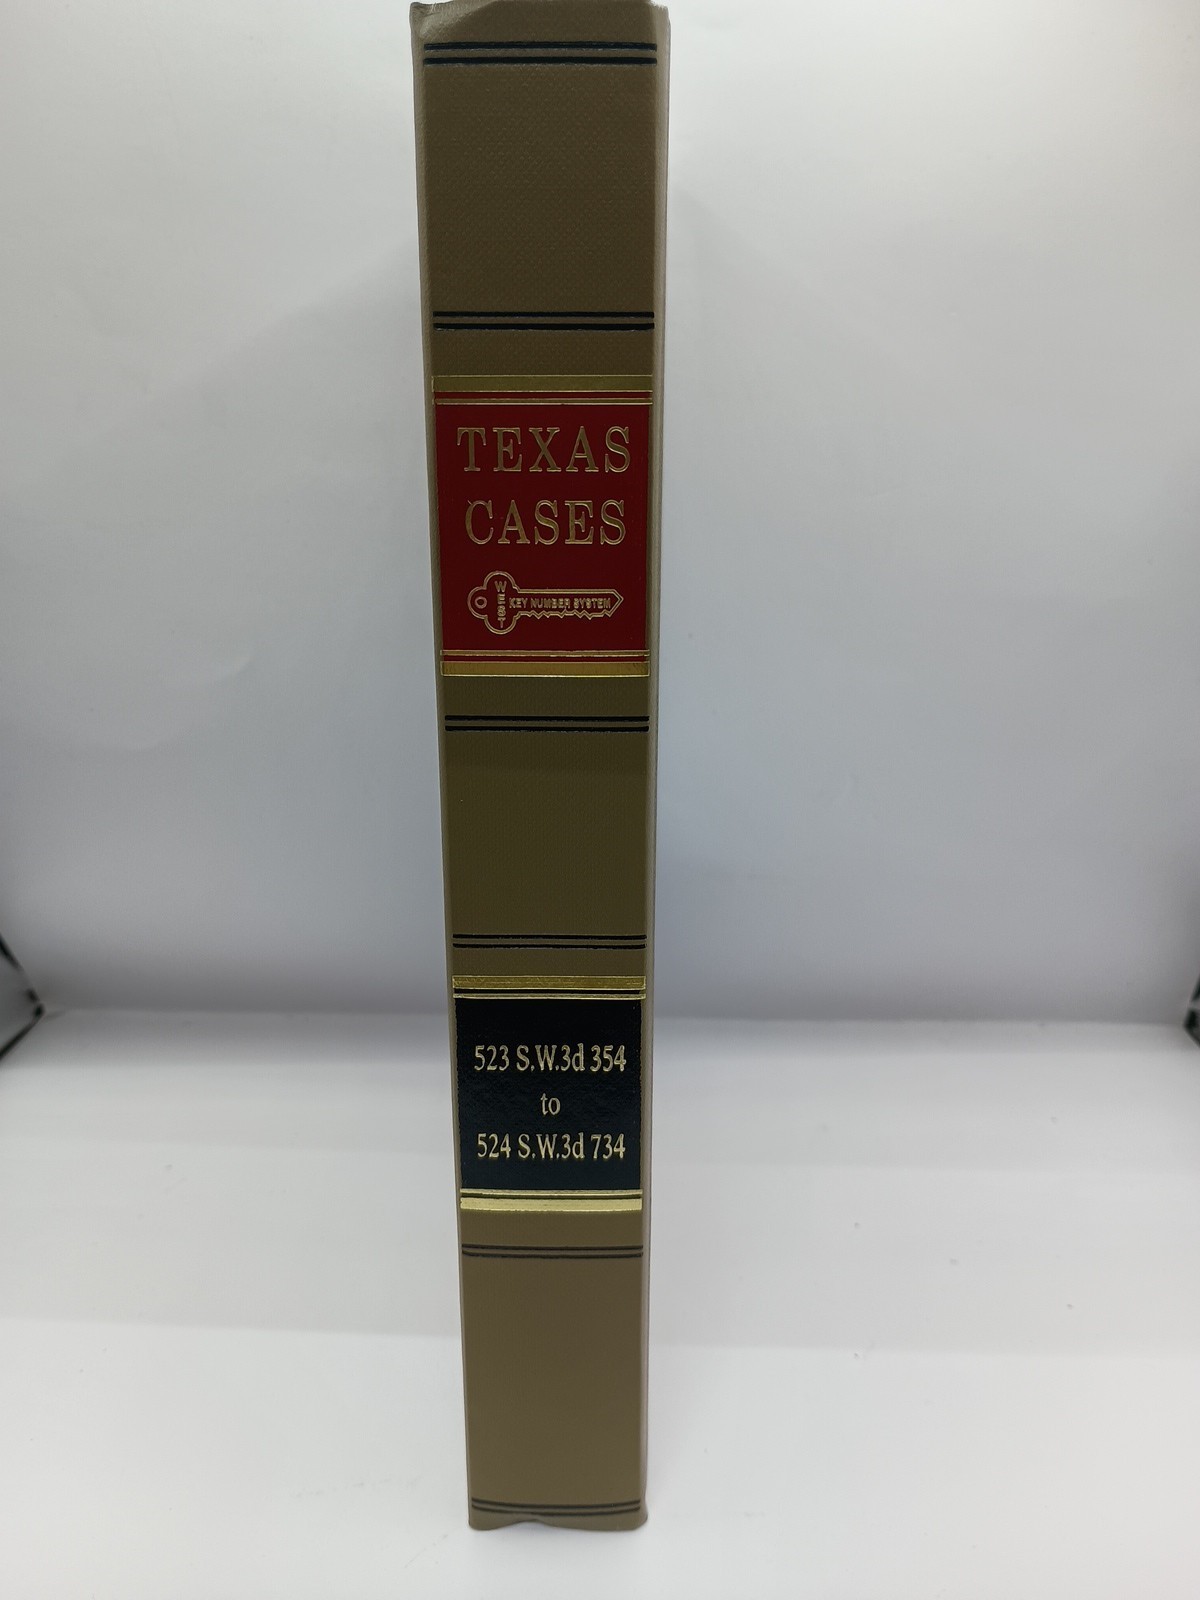 TEXAS
CASES
WEST
KEY NUMBER SYSTEM
523 S.W.3d 354
to
524 S.W.3d 734